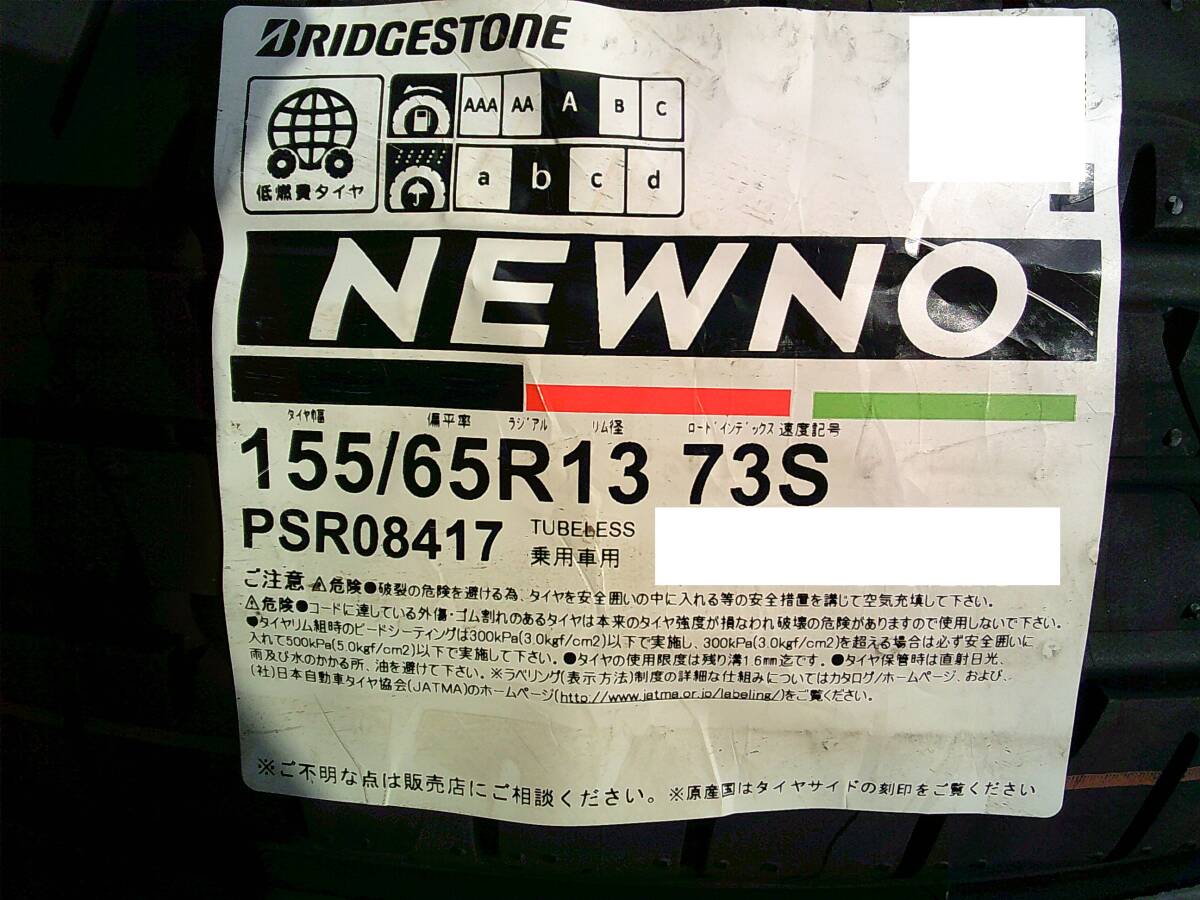 BRIDGESTONE
AAA AA A B C
a b c d
低燃費タイヤ
NEWNO
タイヤ幅 偏平率 ラジアル リム径 ロードインデックス 速度記号
155/65R13 73S
PSR08417 TUBELESS
乗用車用
ご注意 ⚠危険●破裂の危険を避ける為、タイヤを安全囲いの中に入れる等の安全措置を講じて空気充填して下さい。
⚠危険●コードに達している外傷・ゴム割れのあるタイヤは本来のタイヤ強度が損なわれ破壊の危険がありますので使用しないで下さい。
●タイヤリム組時のビードシーティングは300kPa(3.0kgf/cm2)以下で実施し、300kPa(3.0kgf/cm2)を超える場合は必ず安全囲いに
入れて500kPa(5.0kgf/cm2)以下で実施して下さい。●タイヤの使用限度は残り溝1.6mm迄です。●タイヤ保管時は直射日光、
雨及び水のかかる所、油を避けて下さい。※ラベリング(表示方法)制度の詳細な仕組みについてはカタログ/ホームページ、および、
(社)日本自動車タイヤ協会(JATMA)のホームページ(http://www.jatma.or.jp/labeling/)をご覧ください。
※ご不明な点は販売店にご相談ください。※原産国はタイヤサイドの刻印をご覧ください